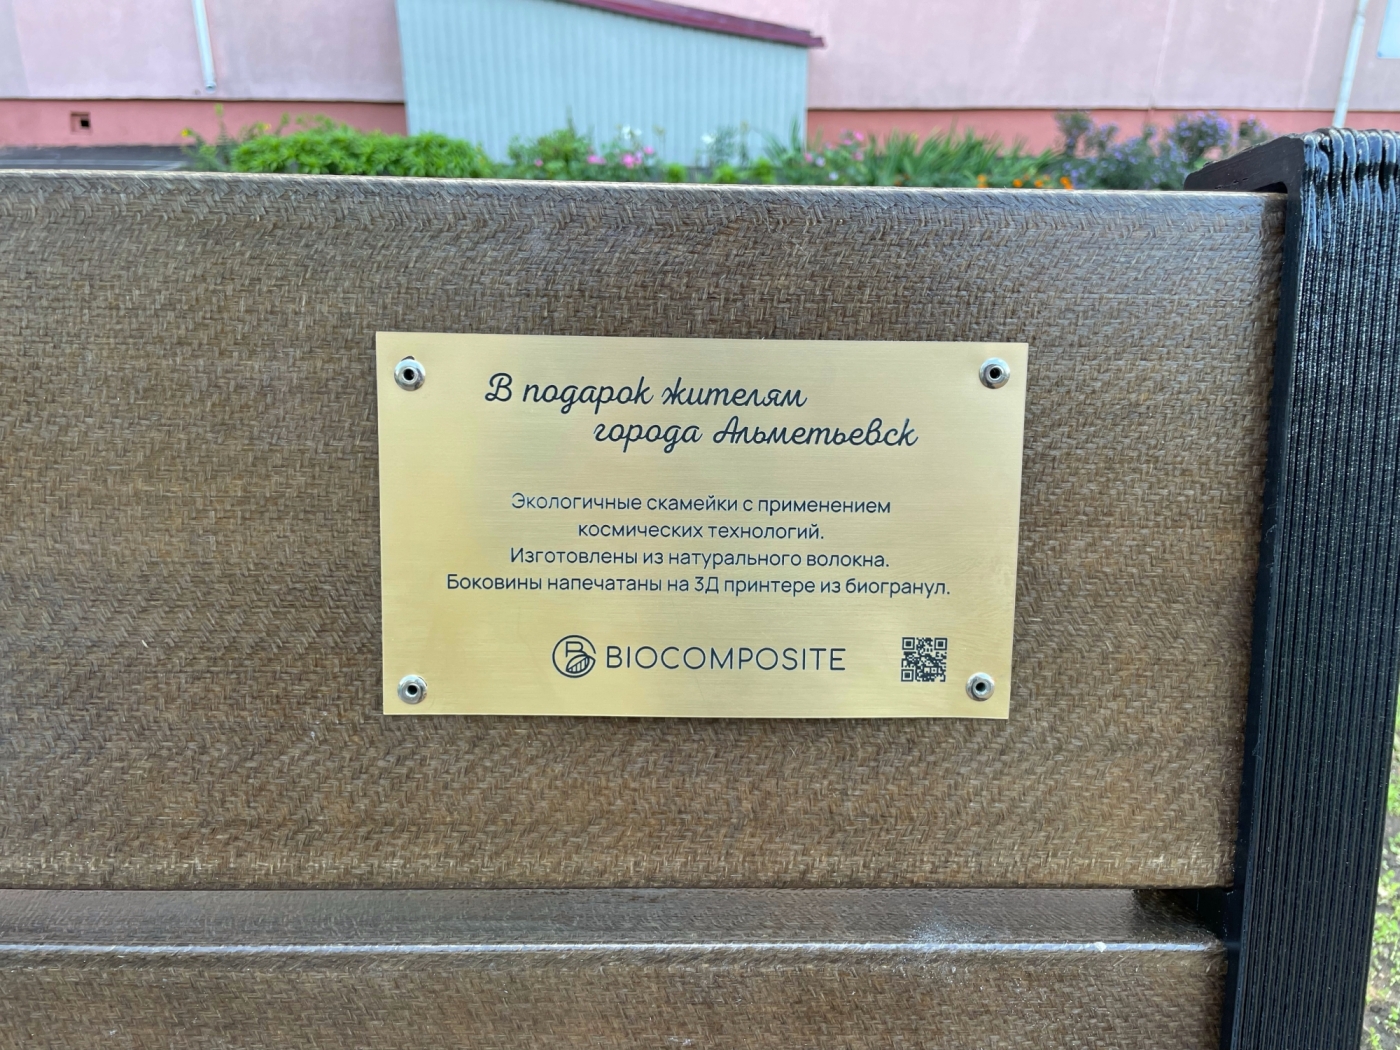 В подарок жителям
города Альметьевск
Экологичные скамейки с применением
космических технологий.
Изготовлены из натурального волокна.
Боковины напечатаны на 3Д принтере из биогранул.
BIOCOMPOSITE